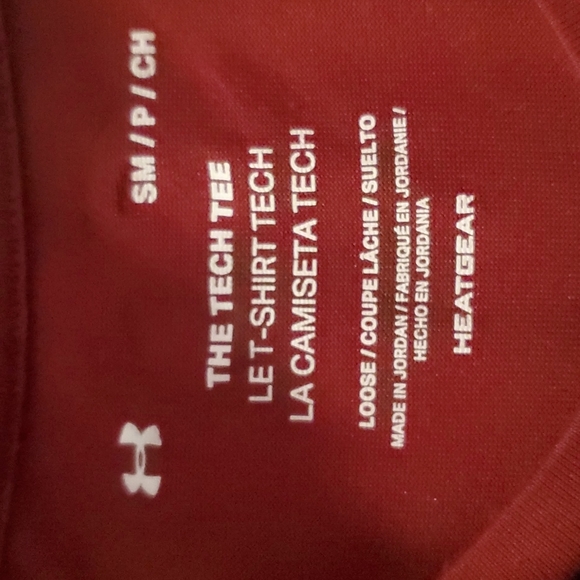 SM / P / CH
THE TECH TEE
LE T-SHIRT TECH
LA CAMISETA TECH
LOOSE / COUPE LÂCHE / SUELTO
MADE IN JORDAN / FABRIQUÉ EN JORDANIE /
HECHO EN JORDANIA
HEATGEAR